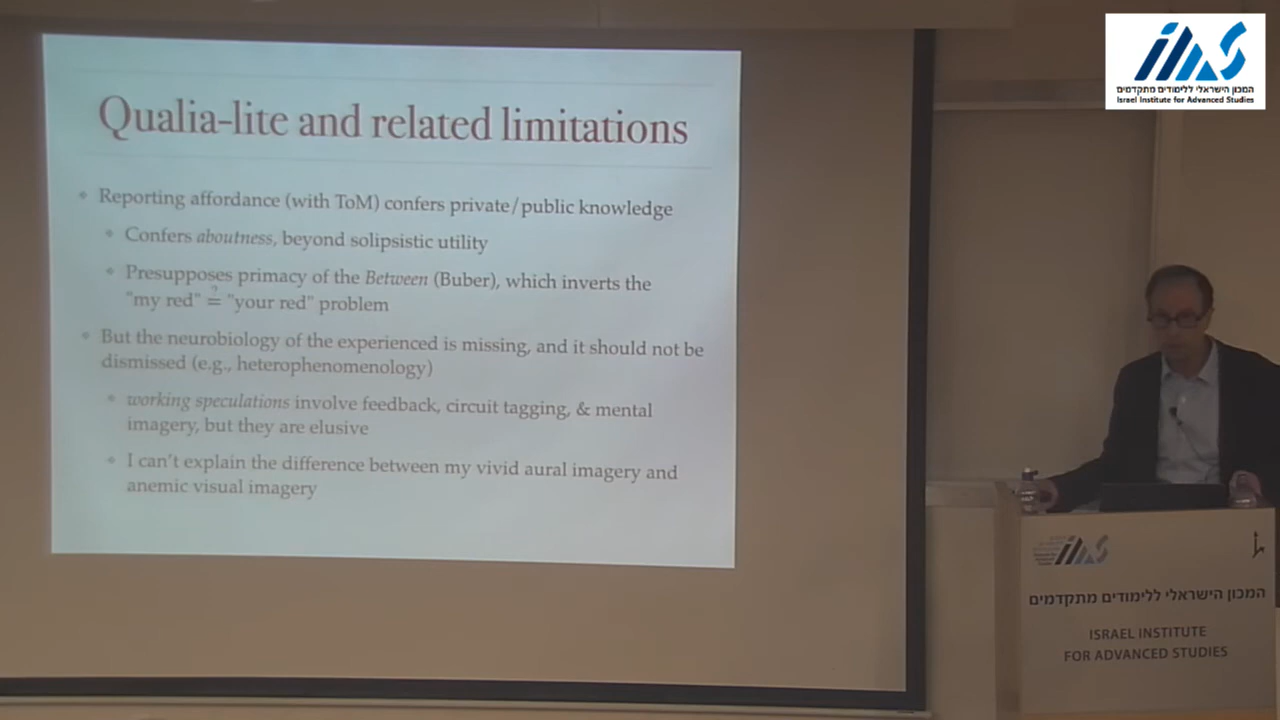 Qualia-lite and related limitations
Reporting affordance (with ToM) confers private/public knowledge
Confers aboutness, beyond solipsistic utility
Presupposes primacy of the Between (Buber), which inverts the
"my red" ≟ "your red" problem
But the neurobiology of the experienced is missing, and it should not be
dismissed (e.g., heterophenomenology)
working speculations involve feedback, circuit tagging, & mental
imagery, but they are elusive
I can't explain the difference between my vivid aural imagery and
anemic visual imagery
המכון הישראלי ללימודים מתקדמים
Israel Institute for Advanced Studies
המכון הישראלי ללימודים מתקדמים
ISRAEL INSTITUTE
FOR ADVANCED STUDIES